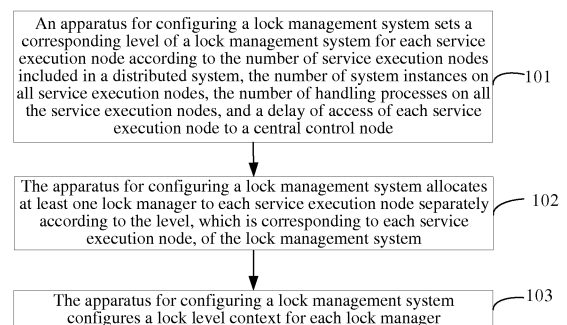 An apparatus for configuring a lock management system sets a
corresponding level of a lock management system for each service
execution node according to the number of service execution nodes
included in a distributed system, the number of system instances on
all service execution nodes, the number of handling processes on all
the service execution nodes, and a delay of access of each service
execution node to a central control node
101
The apparatus for configuring a lock management system allocates
at least one lock manager to each service execution node separately
according to the level, which is corresponding to each service
execution node, of the lock management system
102
The apparatus for configuring a lock management system
configures a lock level context for each lock manager
103